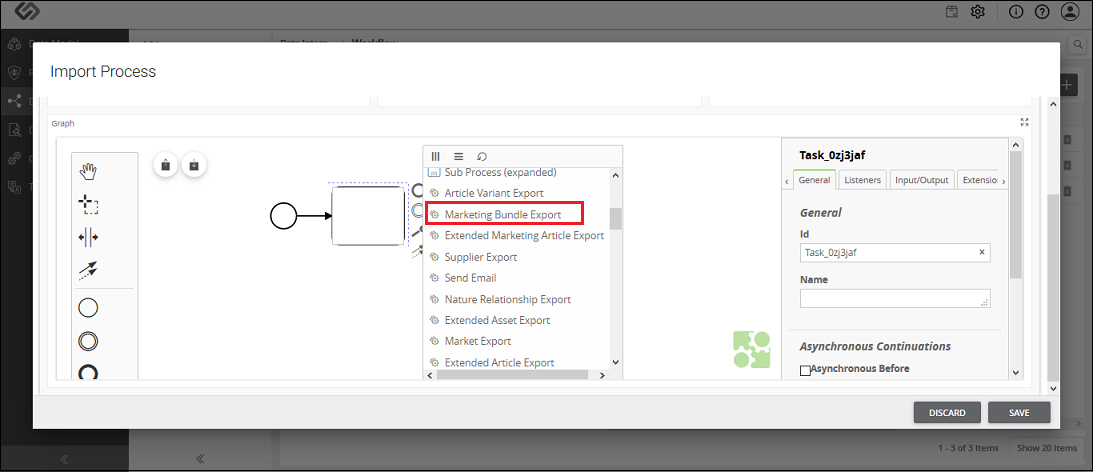 Workflow
Import Process
Graph
Sub Process (expanded)
Article Variant Export
Marketing Bundle Export
Extended Marketing Article Export
Supplier Export
Send Email
Nature Relationship Export
Extended Asset Export
Market Export
Extended Article Export
Task_0zj3jaf
General
Listeners
Input/Output
General
Id
Task_0zj3jaf
×
Name
Asynchronous Continuations
Asynchronous Before
DISCARD
SAVE
1 - 3 of 3 Items
Show 20 Items